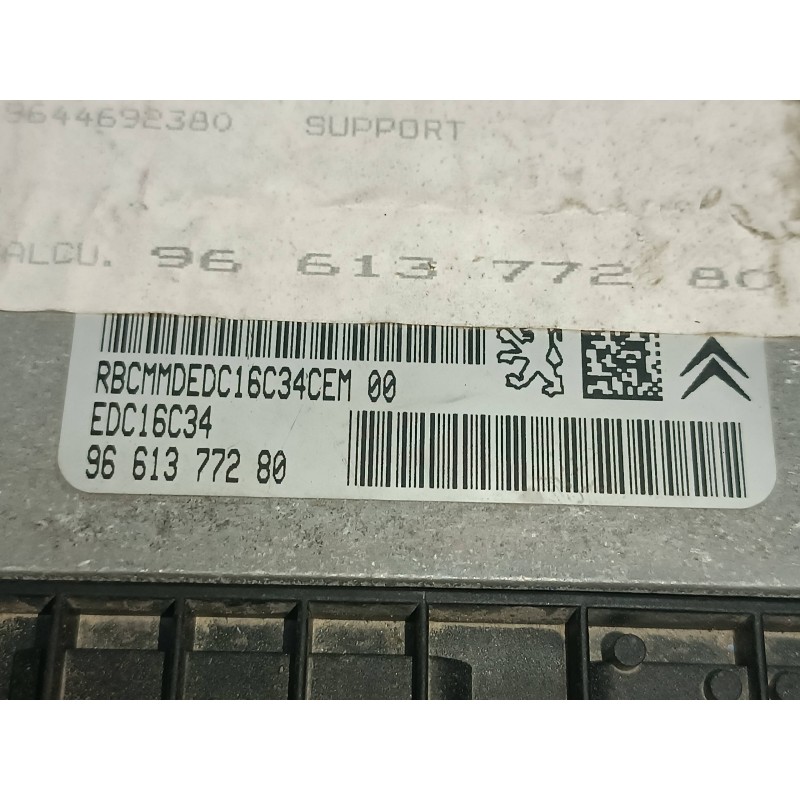 9644692380 SUPPORT
ALCU. 96 613 772 80
RBCMMDEDC16C34CEM 00
EDC16C34
96 613 772 80